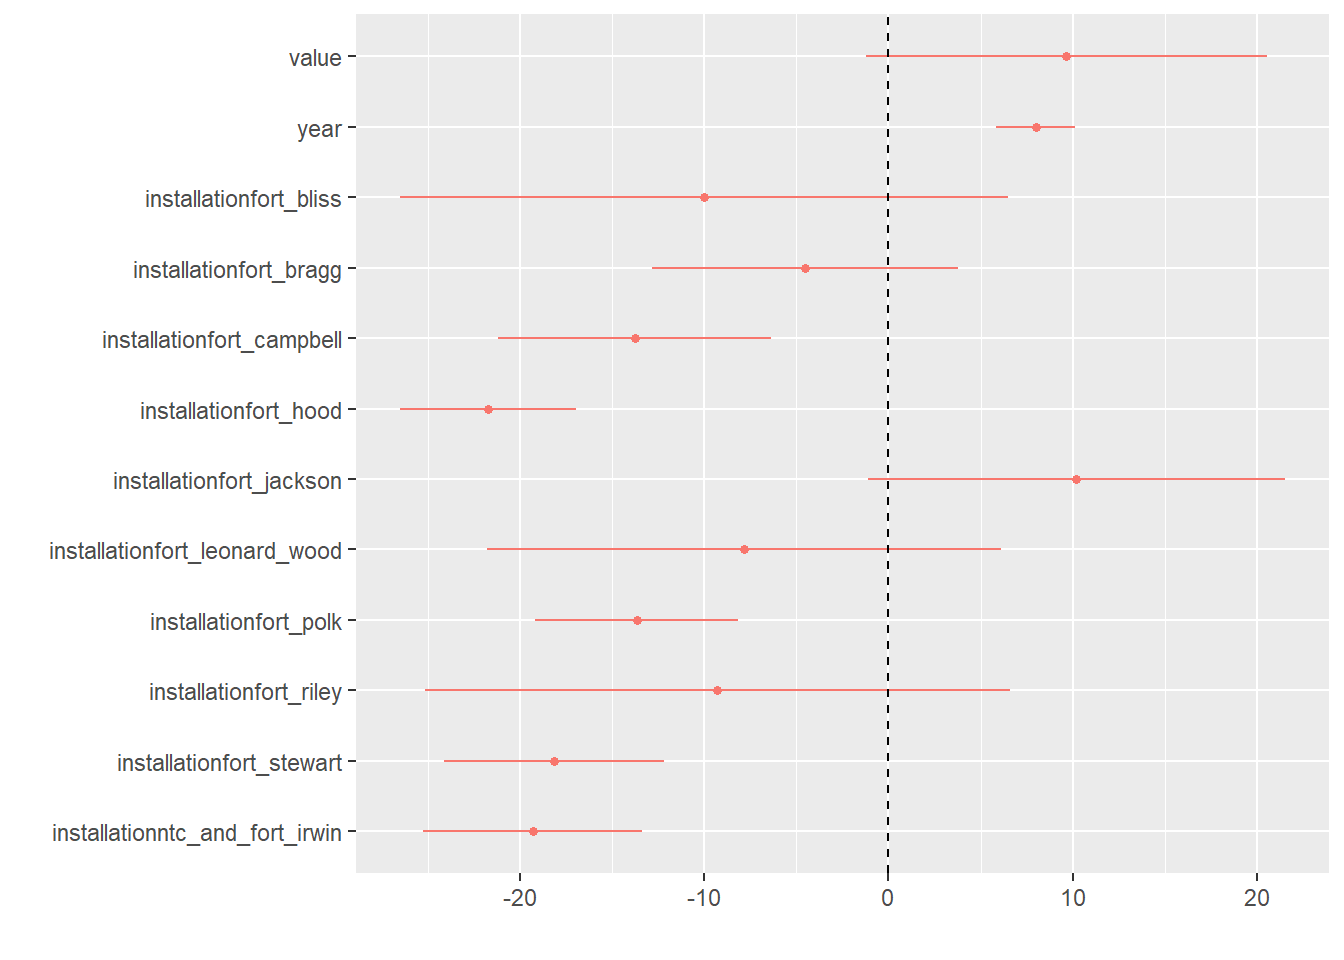 value
year
installationfort_bliss
installationfort_bragg
installationfort_campbell
installationfort_hood
installationfort_jackson
installationfort_leonard_wood
installationfort_polk
installationfort_riley
installationfort_stewart
installationntc_and_fort_irwin
-20 -10 0 10 20